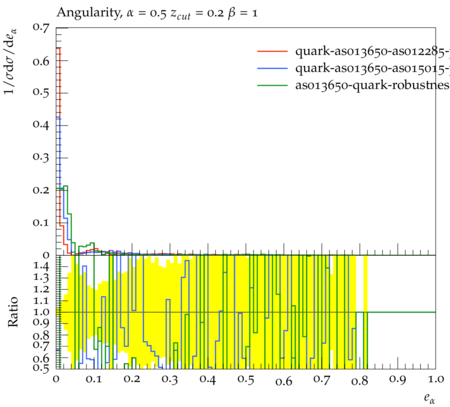 Angularity, α = 0.5 z_cut = 0.2 β = 1
1/σdσ/de_α
quark-aso13650-aso12285-
quark-aso13650-aso15015-
aso13650-quark-robustnes
0.7
0.6
0.5
0.4
0.3
0.2
0.1
0
Ratio
1.4
1.3
1.2
1.1
1.0
0.9
0.8
0.7
0.6
0.5
0 0.1 0.2 0.3 0.4 0.5 0.6 0.7 0.8 0.9 1.0
e_α